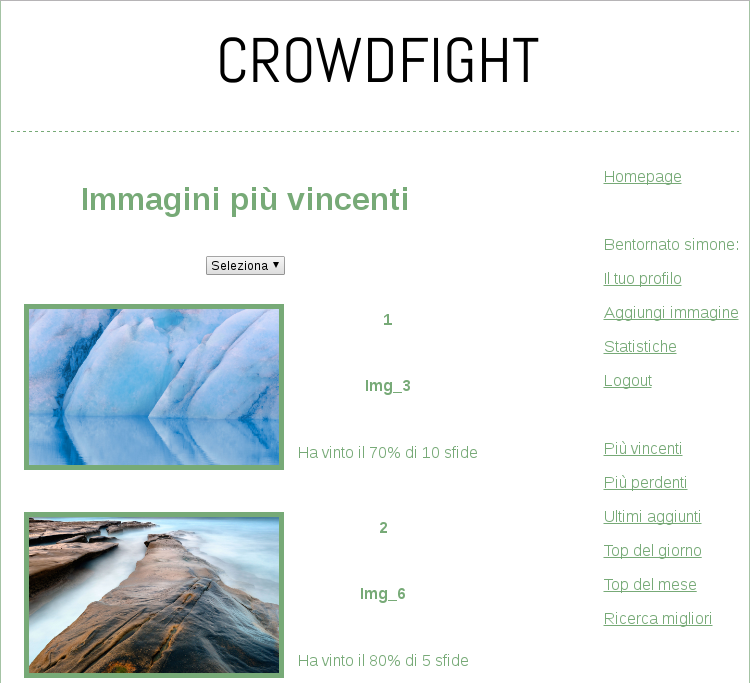 CROWDFIGHT
Immagini più vincenti
Seleziona
1
Img_3
Ha vinto il 70% di 10 sfide
2
Img_6
Ha vinto il 80% di 5 sfide
Homepage
Bentornato simone:
Il tuo profilo
Aggiungi immagine
Statistiche
Logout
Più vincenti
Più perdenti
Ultimi aggiunti
Top del giorno
Top del mese
Ricerca migliori